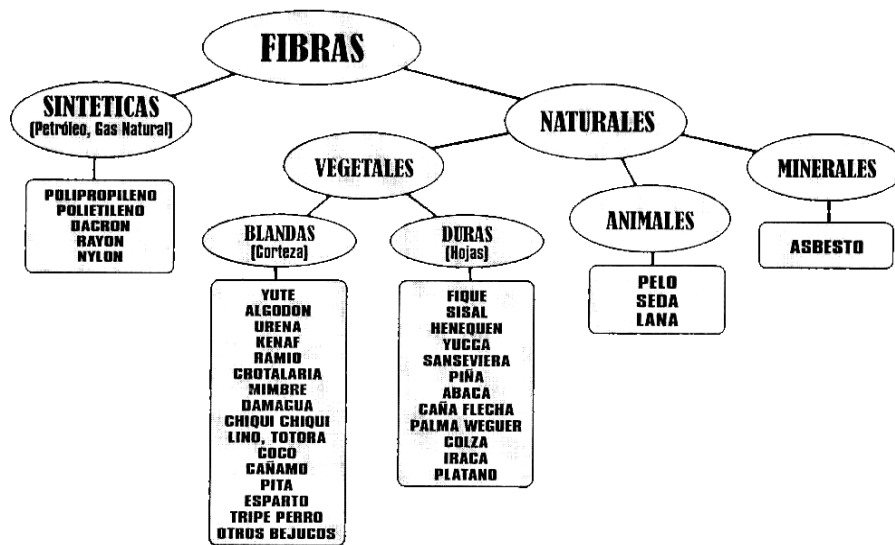 FIBRAS
SINTETICAS
(Petróleo, Gas Natural)
POLIPROPILENO
POLIETILENO
DACRON
RAYON
NYLON
NATURALES
VEGETALES
BLANDAS
(Corteza)
YUTE
ALGODON
URENA
KENAF
RAMIO
CROTALARIA
MIMBRE
DAMAGUA
CHIQUI CHIQUI
LINO, TOTORA
COCO
CAÑAMO
PITA
ESPARTO
TRIPE PERRO
OTROS BEJUCOS
DURAS
(Hojas)
FIQUE
SISAL
HENEQUEN
YUCCA
SANSEVIERA
PIÑA
ABACA
CAÑA FLECHA
PALMA WEGUER
COLZA
IRACA
PLATANO
ANIMALES
PELO
SEDA
LANA
MINERALES
ASBESTO